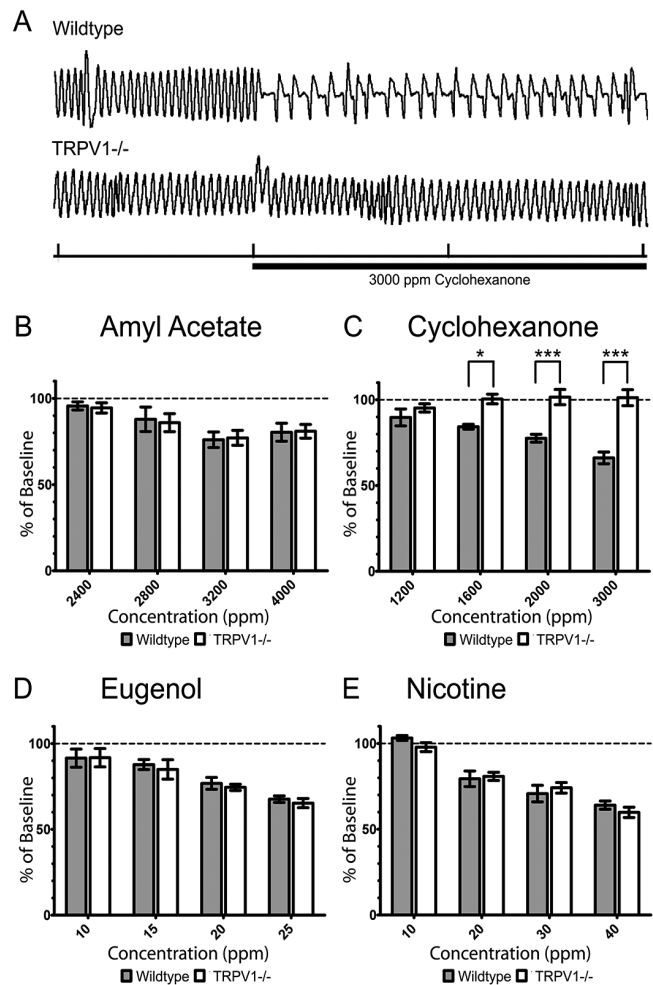 A
Wildtype
TRPV1-/-
3000 ppm Cyclohexanone
B Amyl Acetate
% of Baseline
100
50
0
2400 2800 3200 4000
Concentration (ppm)
Wildtype TRPV1-/-
C Cyclohexanone
* *** ***
% of Baseline
100
50
0
1200 1600 2000 3000
Concentration (ppm)
Wildtype TRPV1-/-
D Eugenol
% of Baseline
100
50
0
10 15 20 25
Concentration (ppm)
Wildtype TRPV1-/-
E Nicotine
% of Baseline
100
50
0
10 20 30 40
Concentration (ppm)
Wildtype TRPV1-/-